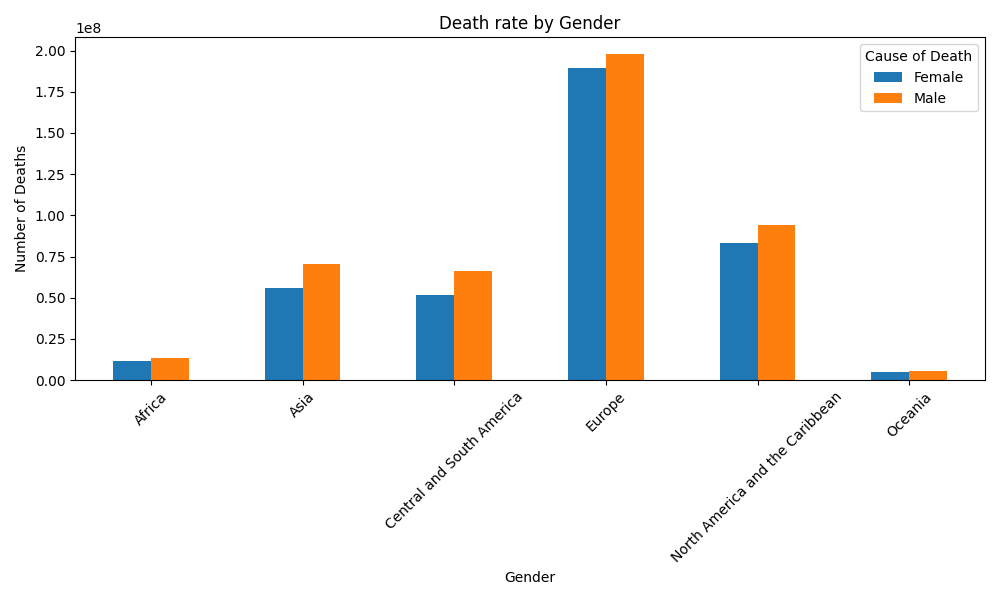 Death rate by Gender
1e8
2.00
1.75
1.50
1.25
1.00
0.75
0.50
0.25
0.00
Number of Deaths
Cause of Death
Female
Male
Africa
Asia
Central and South America
Europe
North America and the Caribbean
Oceania
Gender